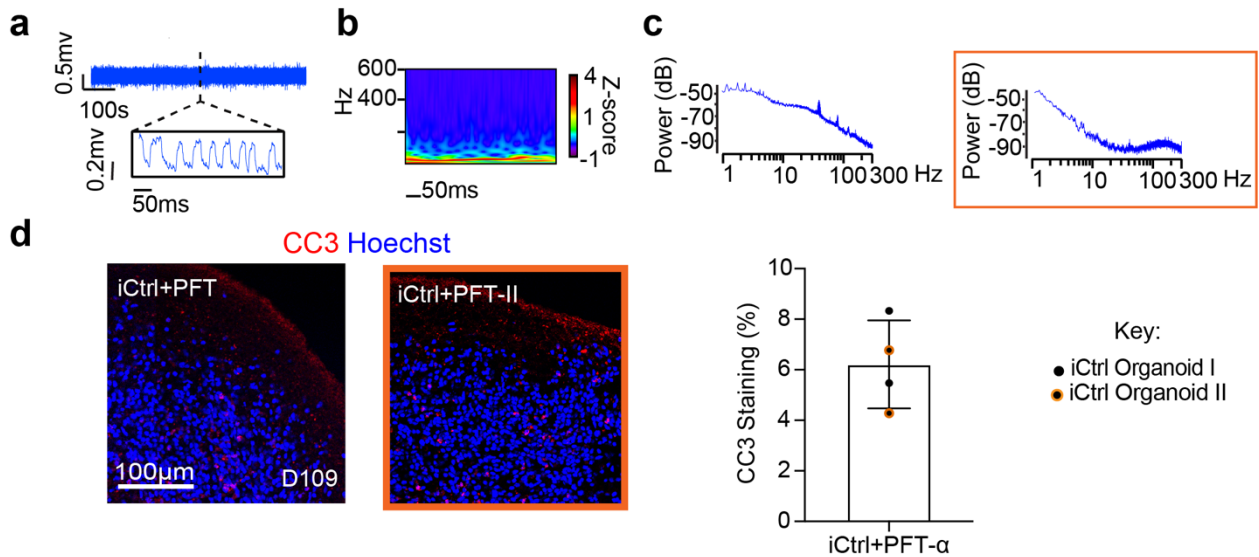 a
0.5mv
100s
0.2mv
50ms
b
Hz
600
400
4
1
-1
Z-score
50ms
c
Power (dB)
-50
-70
-90
1 10 100 300 Hz
Power (dB)
-50
-70
-90
1 10 100 300 Hz
d
CC3 Hoechst
iCtrl+PFT
100µm
D109
iCtrl+PFT-II
CC3 Staining (%)
10
8
6
4
2
0
iCtrl+PFT-α
Key:
iCtrl Organoid I
iCtrl Organoid II